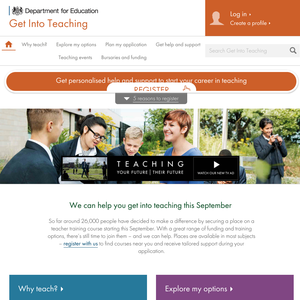 Department for Education
Get Into Teaching
Log in ›
Create a profile ›
Why teach?
Explore my options
Plan my application
Get help and support
Search Get Into Teaching
Teaching events
Bursaries and funding
Get personalised help and support to start your career in teaching
REGISTER
3 reasons to register
TEACHING
YOUR FUTURE | THEIR FUTURE
WATCH OUR NEW TV AD
We can help you get into teaching this September
So far around 26,000 people have decided to make a difference by securing a place on a
teacher training course starting this September. With a great range of funding and training
options, there's still time to join them – and we can help. Places are available in most subjects
– register with us to find courses near you and receive tailored support during your
application.
Why teach? ›
Explore my options ›